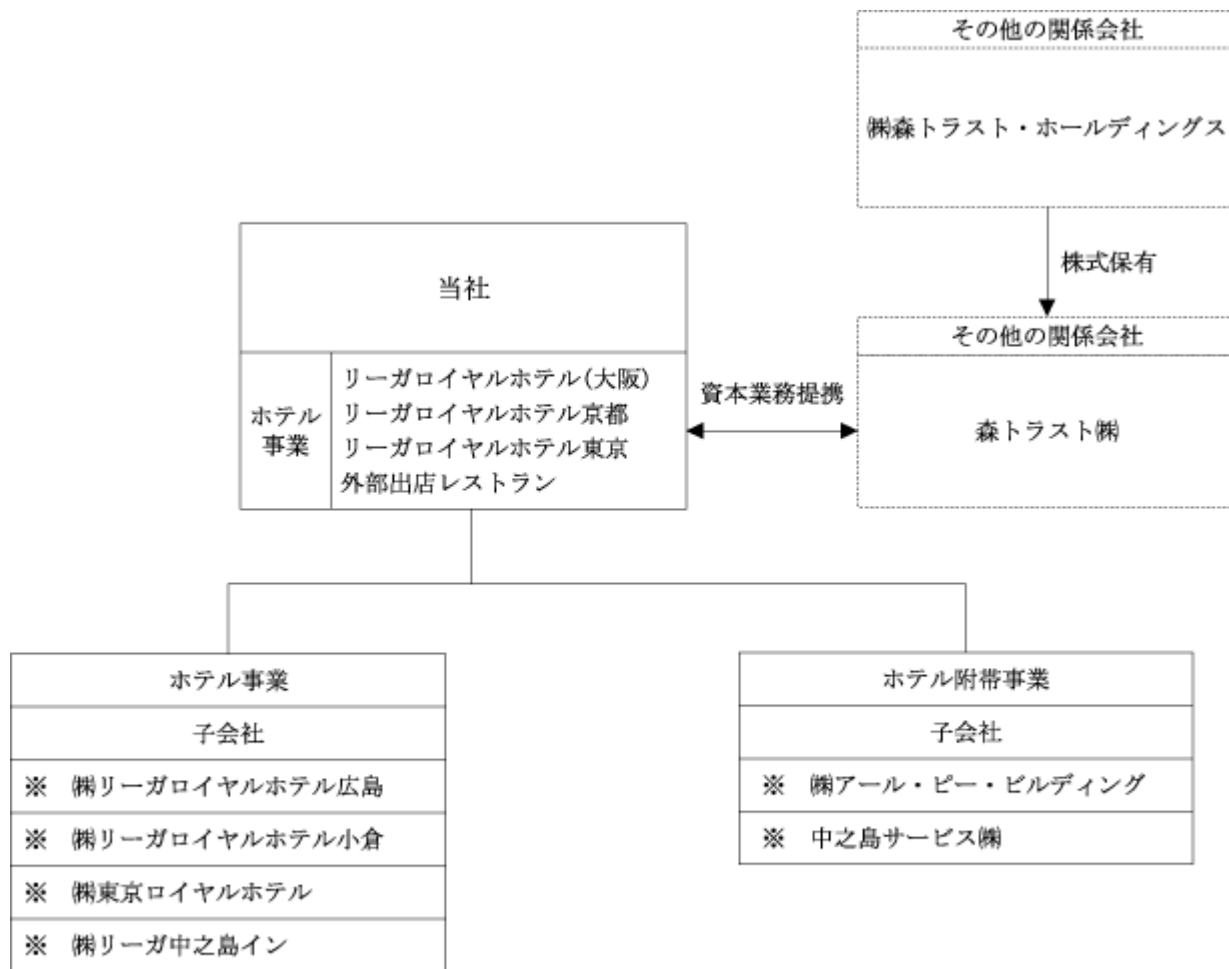 その他の関係会社
㈱森トラスト・ホールディングス
株式保有
当社
ホテル
事業
リーガロイヤルホテル(大阪)
リーガロイヤルホテル京都
リーガロイヤルホテル東京
外部出店レストラン
資本業務提携
その他の関係会社
森トラスト㈱
ホテル事業
子会社
※ ㈱リーガロイヤルホテル広島
※ ㈱リーガロイヤルホテル小倉
※ ㈱東京ロイヤルホテル
※ ㈱リーガ中之島イン
ホテル附帯事業
子会社
※ ㈱アール・ピー・ビルディング
※ 中之島サービス㈱